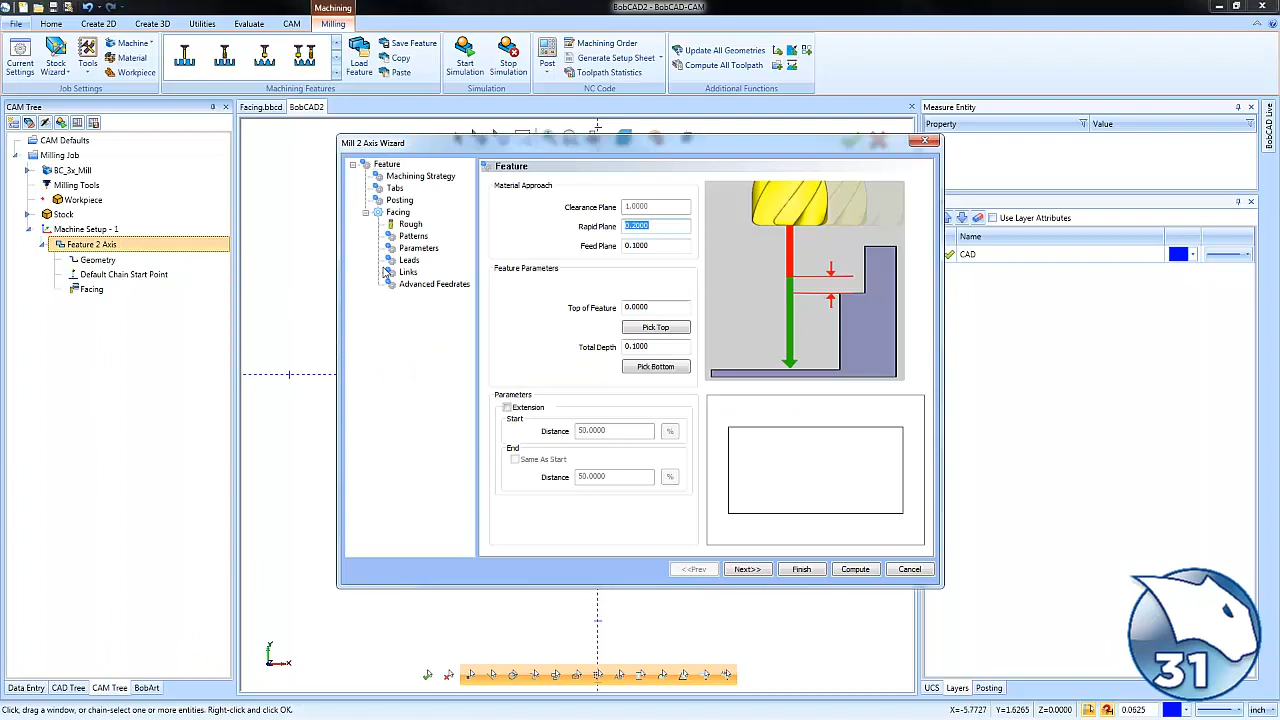 BobCAD2 - BobCAD-CAM
Machining
File
Home
Create 2D
Create 3D
Utilities
Evaluate
CAM
Milling
Current Settings
Stock Wizard
Tools
Machine
Material
Workpiece
Job Settings
Load Feature
Save Feature
Copy
Paste
Machining Features
Start Simulation
Stop Simulation
Simulation
Post
Machining Order
Generate Setup Sheet
Toolpath Statistics
NC Code
Update All Geometries
Compute All Toolpath
Additional Functions
CAM Tree
Facing.bbcd
BobCAD2
Measure Entity
BobCAD Live
Property
Value
CAM Defaults
Milling Job
BC_3x_Mill
Milling Tools
Workpiece
Stock
Machine Setup - 1
Feature 2 Axis
Geometry
Default Chain Start Point
Facing
Mill 2 Axis Wizard
Feature
Machining Strategy
Tabs
Posting
Facing
Rough
Patterns
Parameters
Leads
Links
Advanced Feedrates
Feature
Material Approach
Clearance Plane 1.0000
Rapid Plane 0.2000
Feed Plane 0.1000
Feature Parameters
Top of Feature 0.0000
Pick Top
Total Depth 0.1000
Pick Bottom
Parameters
Extension
Start
Distance 50.0000 %
End
Same As Start
Distance 50.0000 %
<<Prev
Next>>
Finish
Compute
Cancel
Use Layer Attributes
Name
CAD
Y
Z
X
31
Data Entry
CAD Tree
CAM Tree
BobArt
UCS
Layers
Posting
Click, drag a window, or chain-select one or more entities. Right-click and click OK.
X=-5.7727
Y=1.6265
Z=0.0000
0.0625
inch